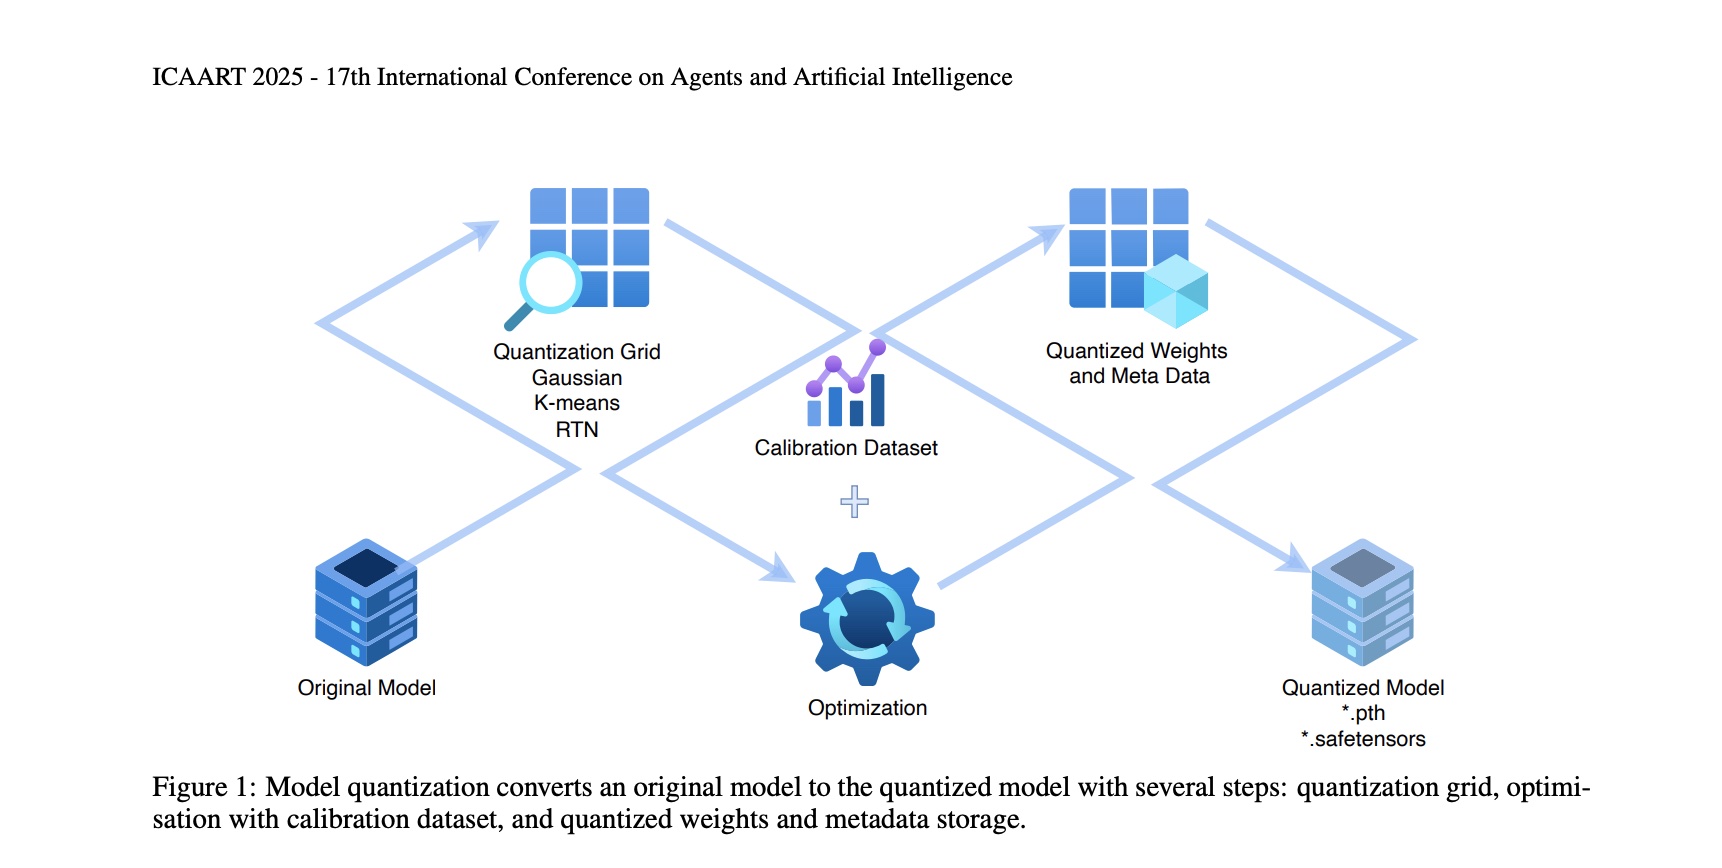 ICAART 2025 - 17th International Conference on Agents and Artificial Intelligence
Quantization Grid
Gaussian
K-means
RTN
Quantized Weights
and Meta Data
Calibration Dataset
Original Model
Optimization
Quantized Model
*.pth
*.safetensors
Figure 1: Model quantization converts an original model to the quantized model with several steps: quantization grid, optimi-
sation with calibration dataset, and quantized weights and metadata storage.